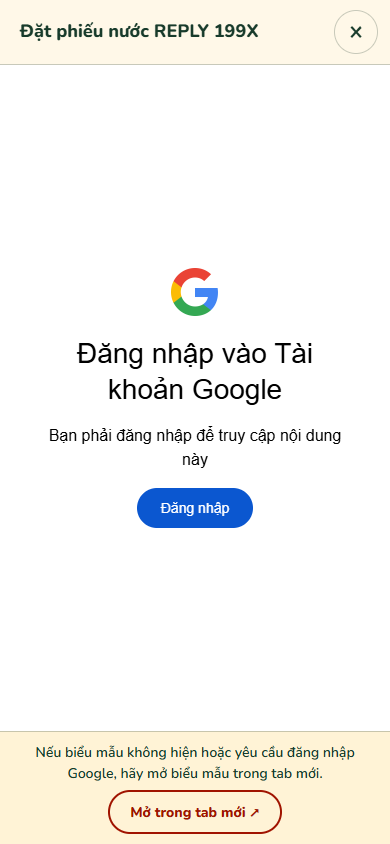 Đặt phiếu nước REPLY 199X
Đăng nhập vào Tài
khoản Google
Bạn phải đăng nhập để truy cập nội dung
này
Đăng nhập
Nếu biểu mẫu không hiện hoặc yêu cầu đăng nhập
Google, hãy mở biểu mẫu trong tab mới.
Mở trong tab mới ↗